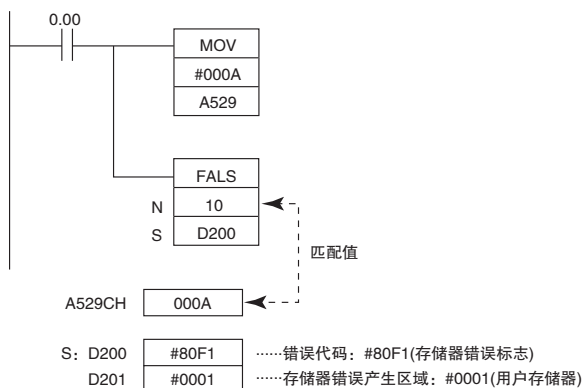 0.00
MOV
#000A
A529
FALS
N 10
S D200
匹配值
A529CH 000A
S: D200 #80F1 ······错误代码：#80F1(存储器错误标志)
D201 #0001 ······存储器错误产生区域：#0001(用户存储器)